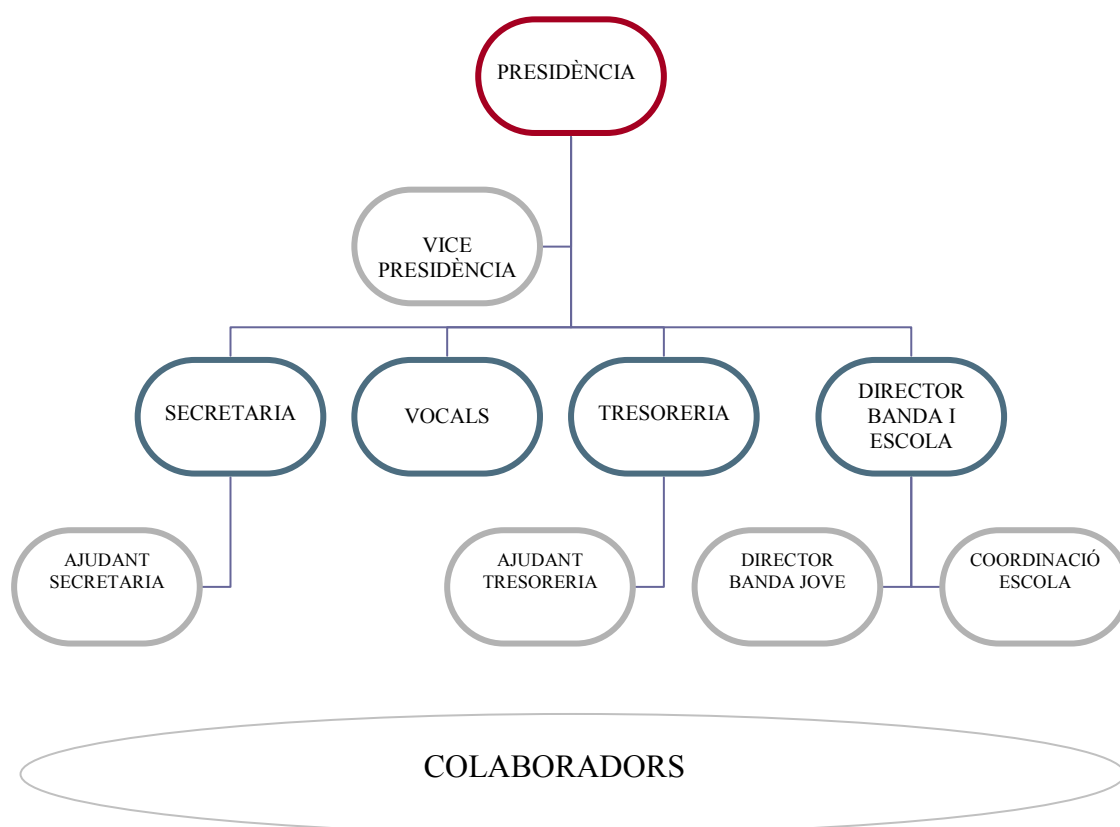 PRESIDÈNCIA
VICE
PRESIDÈNCIA
SECRETARIA
VOCALS
TRESORERIA
DIRECTOR
BANDA I
ESCOLA
AJUDANT
SECRETARIA
AJUDANT
TRESORERIA
DIRECTOR
BANDA JOVE
COORDINACIÓ
ESCOLA
COLABORADORS